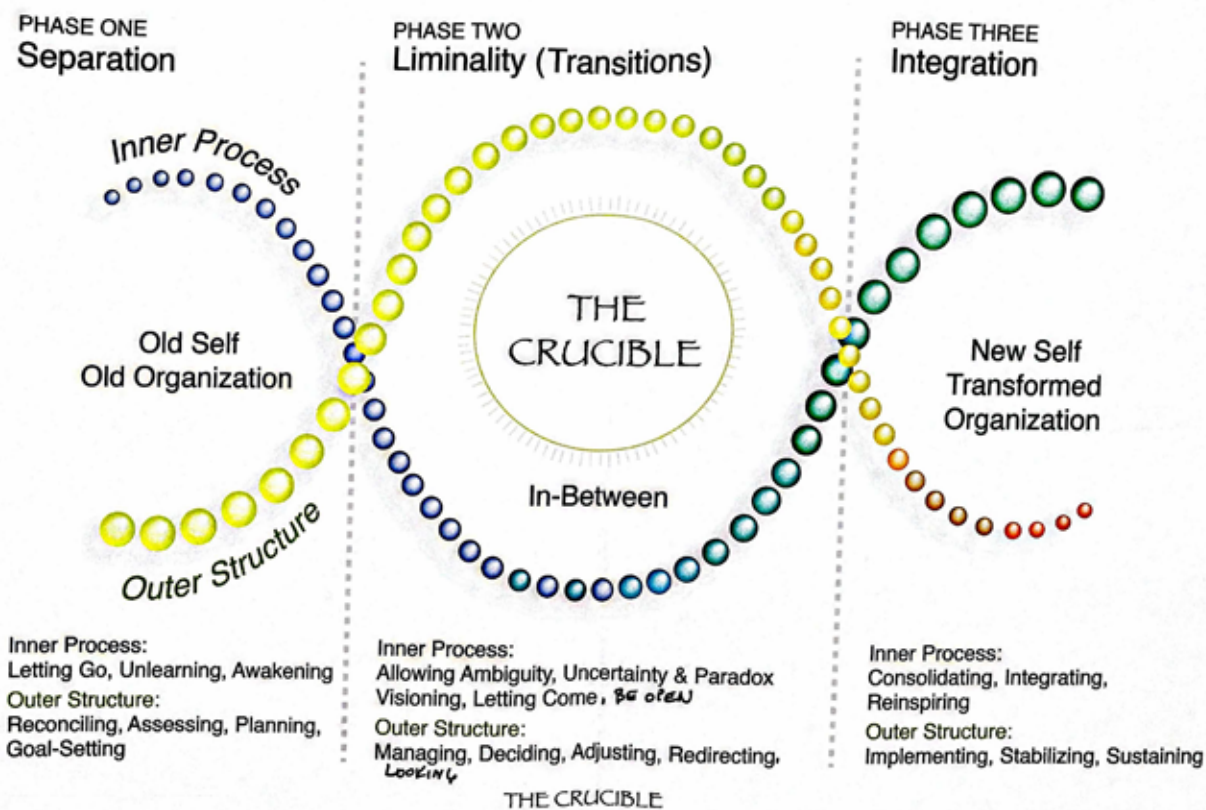 PHASE ONE
Separation
PHASE TWO
Liminality (Transitions)
PHASE THREE
Integration
Inner Process
Old Self
Old Organization
Outer Structure
THE
CRUCIBLE
In-Between
New Self
Transformed
Organization
Inner Process:
Letting Go, Unlearning, Awakening
Outer Structure:
Reconciling, Assessing, Planning,
Goal-Setting
Inner Process:
Allowing Ambiguity, Uncertainty & Paradox
Visioning, Letting Come, BE OPEN
Outer Structure:
Managing, Deciding, Adjusting, Redirecting,
LOOKING
Inner Process:
Consolidating, Integrating,
Reinspiring
Outer Structure:
Implementing, Stabilizing, Sustaining
THE CRUCIBLE